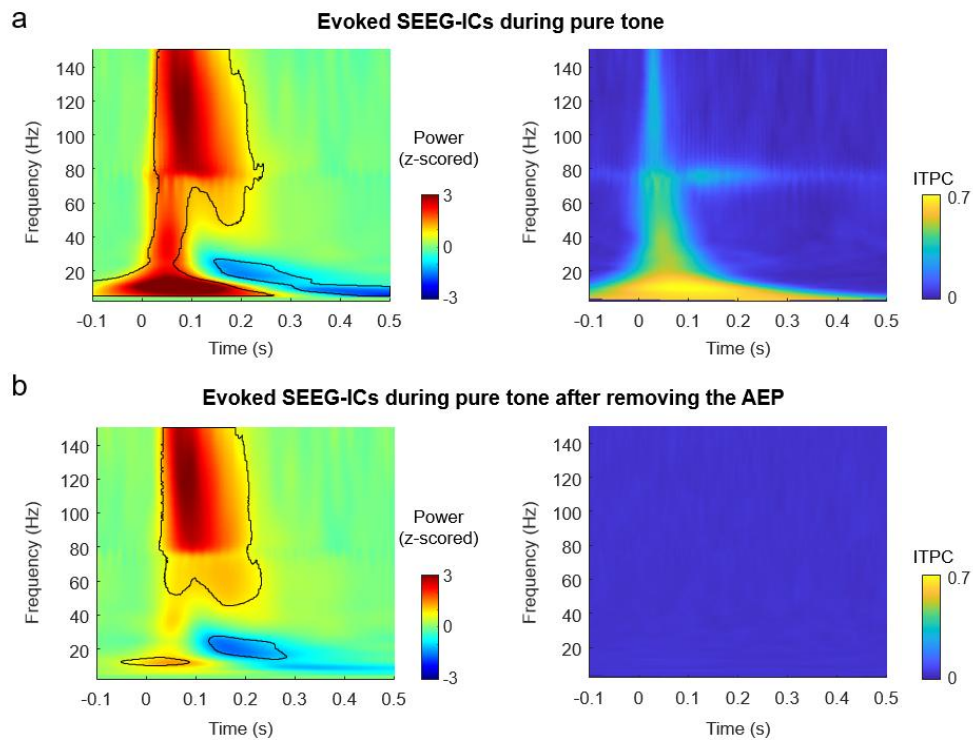 a
Evoked SEEG-ICs during pure tone
140
120
100
80
60
40
20
Frequency (Hz)
-0.1 0 0.1 0.2 0.3 0.4 0.5
Time (s)
Power
(z-scored)
3
0
-3
140
120
100
80
60
40
20
Frequency (Hz)
-0.1 0 0.1 0.2 0.3 0.4 0.5
Time (s)
ITPC
0.7
0
b
Evoked SEEG-ICs during pure tone after removing the AEP
140
120
100
80
60
40
20
Frequency (Hz)
-0.1 0 0.1 0.2 0.3 0.4 0.5
Time (s)
Power
(z-scored)
3
0
-3
140
120
100
80
60
40
20
Frequency (Hz)
-0.1 0 0.1 0.2 0.3 0.4 0.5
Time (s)
ITPC
0.7
0